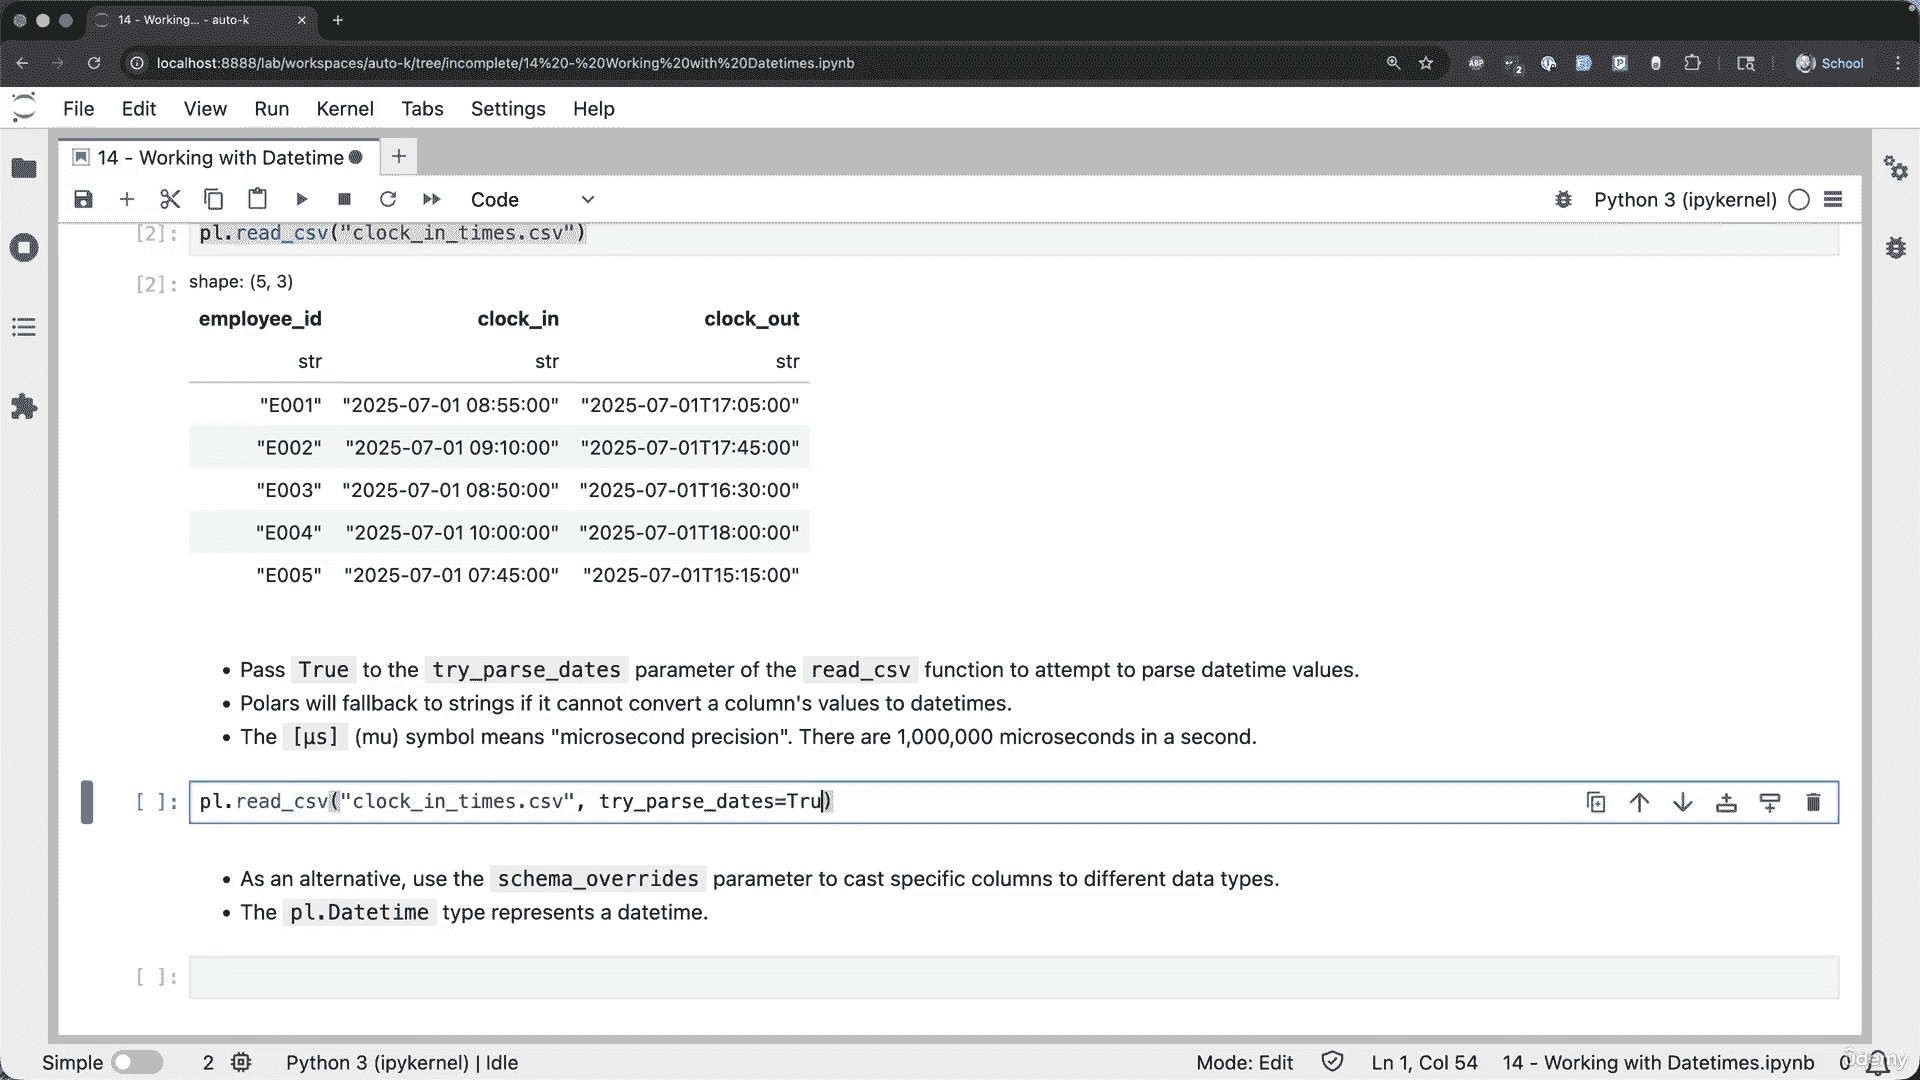 14 - Working... - auto-k
localhost:8888/lab/workspaces/auto-k/tree/incomplete/14%20-%20Working%20with%20Datetimes.ipynb
ABP
2
School
File Edit View Run Kernel Tabs Settings Help
14 - Working with Datetime
Code
Python 3 (ipykernel)
[2]: pl.read_csv("clock_in_times.csv")
[2]: shape: (5, 3)
employee_id clock_in clock_out
str str str
"E001" "2025-07-01 08:55:00" "2025-07-01T17:05:00"
"E002" "2025-07-01 09:10:00" "2025-07-01T17:45:00"
"E003" "2025-07-01 08:50:00" "2025-07-01T16:30:00"
"E004" "2025-07-01 10:00:00" "2025-07-01T18:00:00"
"E005" "2025-07-01 07:45:00" "2025-07-01T15:15:00"
• Pass True to the try_parse_dates parameter of the read_csv function to attempt to parse datetime values.
• Polars will fallback to strings if it cannot convert a column's values to datetimes.
• The [μs] (mu) symbol means "microsecond precision". There are 1,000,000 microseconds in a second.
[ ]: pl.read_csv("clock_in_times.csv", try_parse_dates=Tru)
• As an alternative, use the schema_overrides parameter to cast specific columns to different data types.
• The pl.Datetime type represents a datetime.
[ ]:
Simple 2 Python 3 (ipykernel) | Idle Mode: Edit Ln 1, Col 54 14 - Working with Datetimes.ipynb 0
udemy